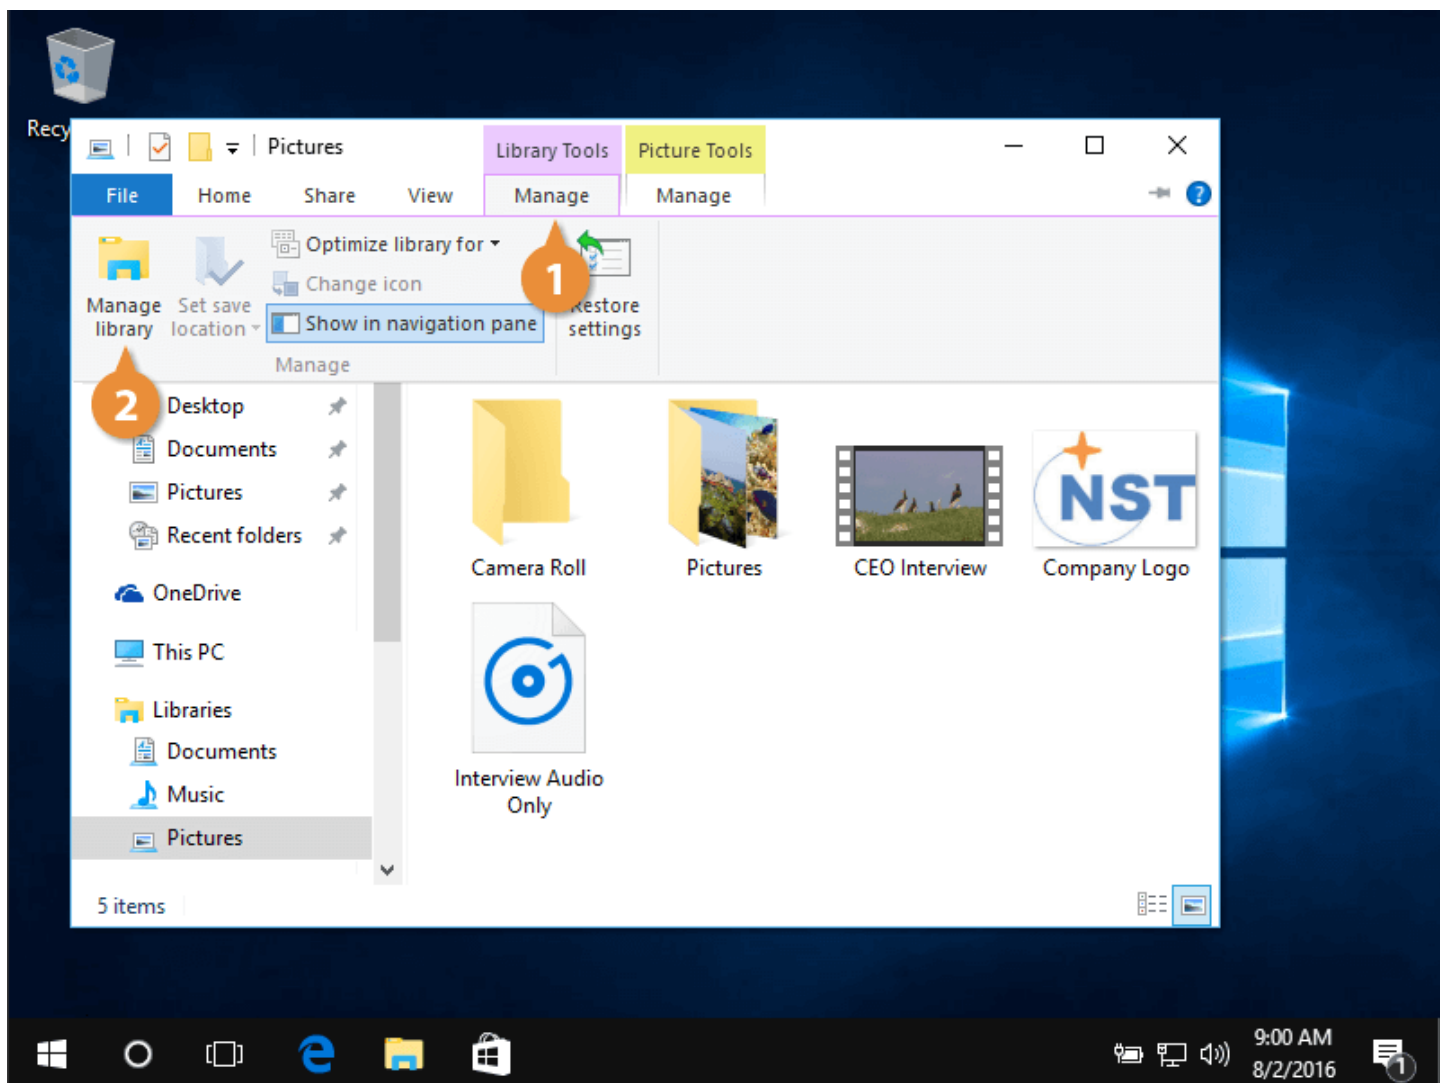 Recy
Pictures
Library Tools
Picture Tools
File
Home
Share
View
Manage
Manage
?
Manage
library
Set save
location
Optimize library for
Change icon
Show in navigation pane
Restore
settings
Manage
1
2
Desktop
Documents
Pictures
Recent folders
OneDrive
This PC
Libraries
Documents
Music
Pictures
Camera Roll
Pictures
CEO Interview
NST
Company Logo
Interview Audio
Only
5 items
9:00 AM
8/2/2016
1